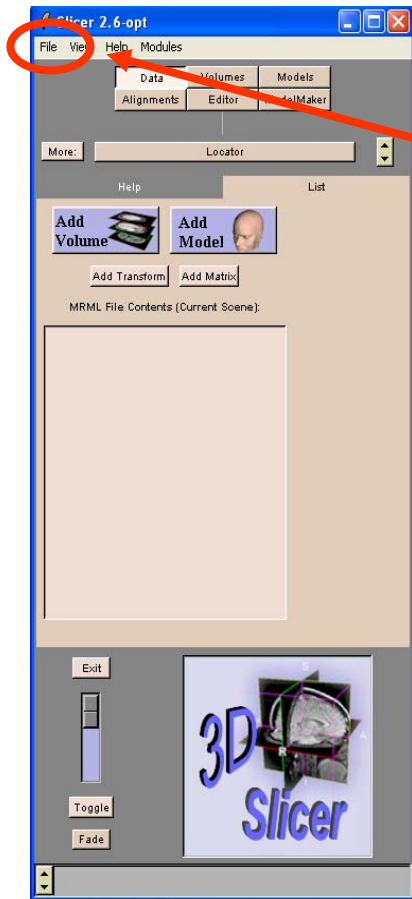 Slicer 2.6-opt
File View Help Modules
Data Volumes Models
Alignments Editor ModelMaker
More: Locator
Help List
Add Volume
Add Model
Add Transform Add Matrix
MRML File Contents (Current Scene):
Exit
Toggle
Fade
3D
Slicer
S
A
R